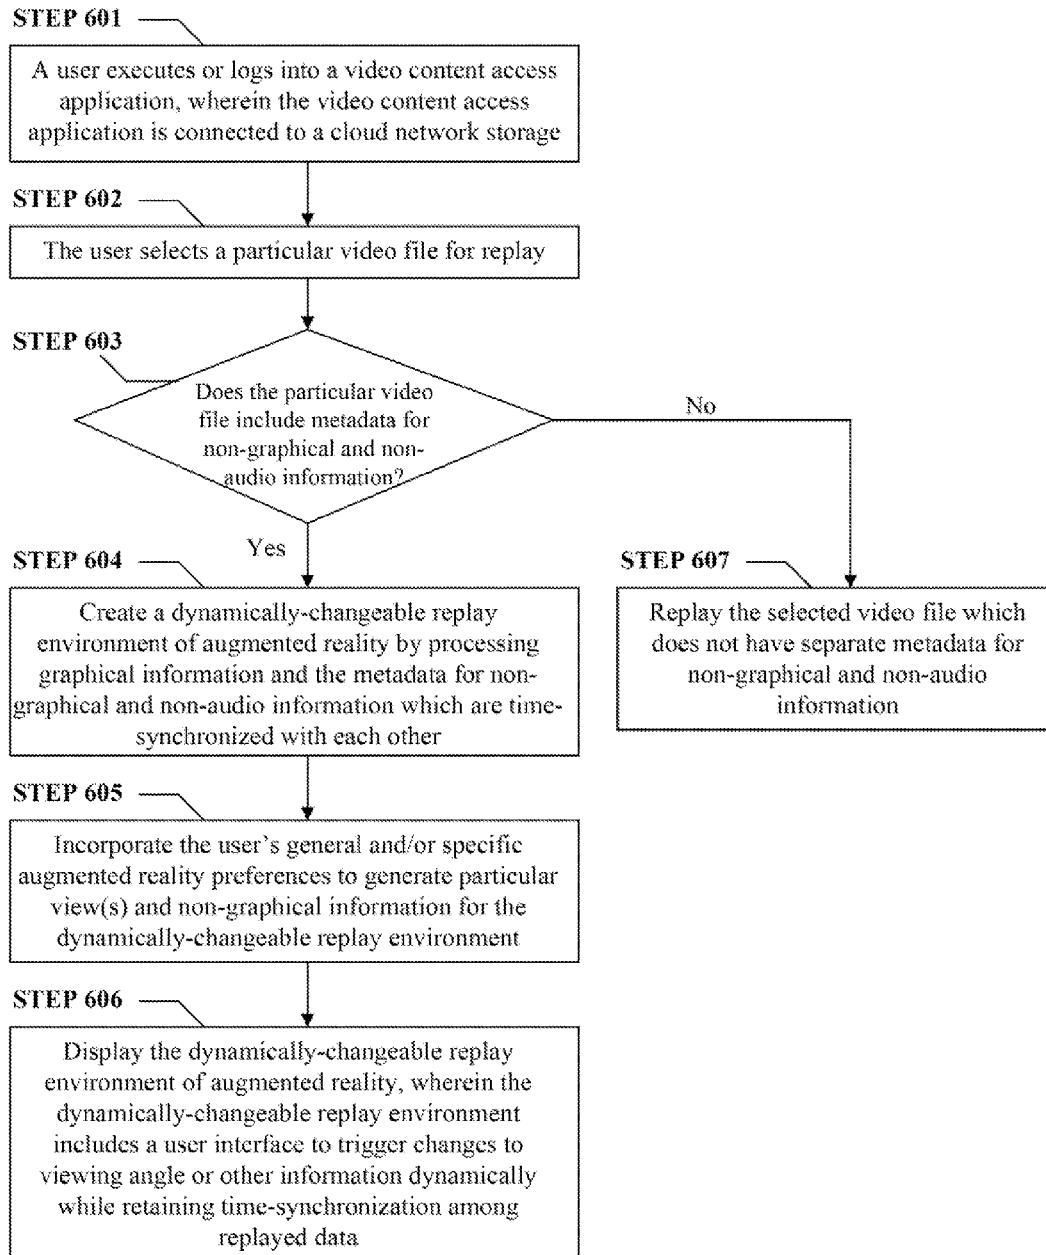 STEP 601
A user executes or logs into a video content access
application, wherein the video content access
application is connected to a cloud network storage
STEP 602
The user selects a particular video file for replay
STEP 603
Does the particular video
file include metadata for
non-graphical and non-
audio information?
No
Yes
STEP 604
Create a dynamically-changeable replay
environment of augmented reality by processing
graphical information and the metadata for non-
graphical and non-audio information which are time-
synchronized with each other
STEP 607
Replay the selected video file which
does not have separate metadata for
non-graphical and non-audio
information
STEP 605
Incorporate the user's general and/or specific
augmented reality preferences to generate particular
view(s) and non-graphical information for the
dynamically-changeable replay environment
STEP 606
Display the dynamically-changeable replay
environment of augmented reality, wherein the
dynamically-changeable replay environment
includes a user interface to trigger changes to
viewing angle or other information dynamically
while retaining time-synchronization among
replayed data